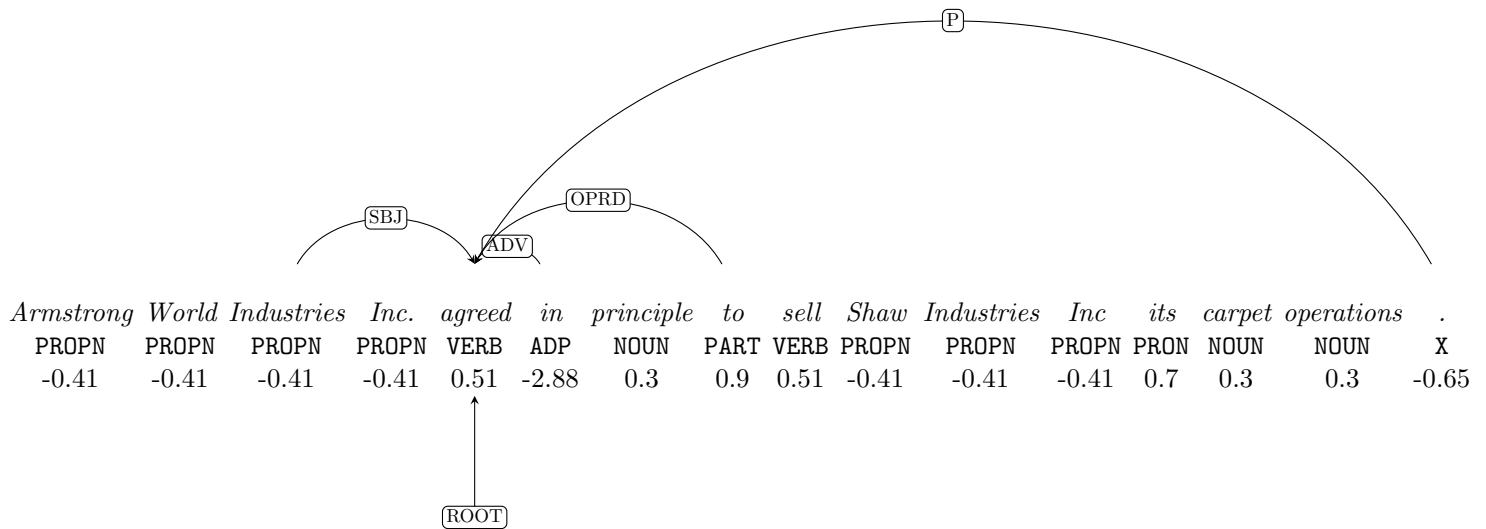 P
OPRD
SBJ
ADV
Armstrong World Industries Inc. agreed in principle to sell Shaw Industries Inc its carpet operations .
PROPN PROPN PROPN PROPN VERB ADP NOUN PART VERB PROPN PROPN PROPN PRON NOUN NOUN X
-0.41 -0.41 -0.41 -0.41 0.51 -2.88 0.3 0.9 0.51 -0.41 -0.41 -0.41 0.7 0.3 0.3 -0.65
ROOT